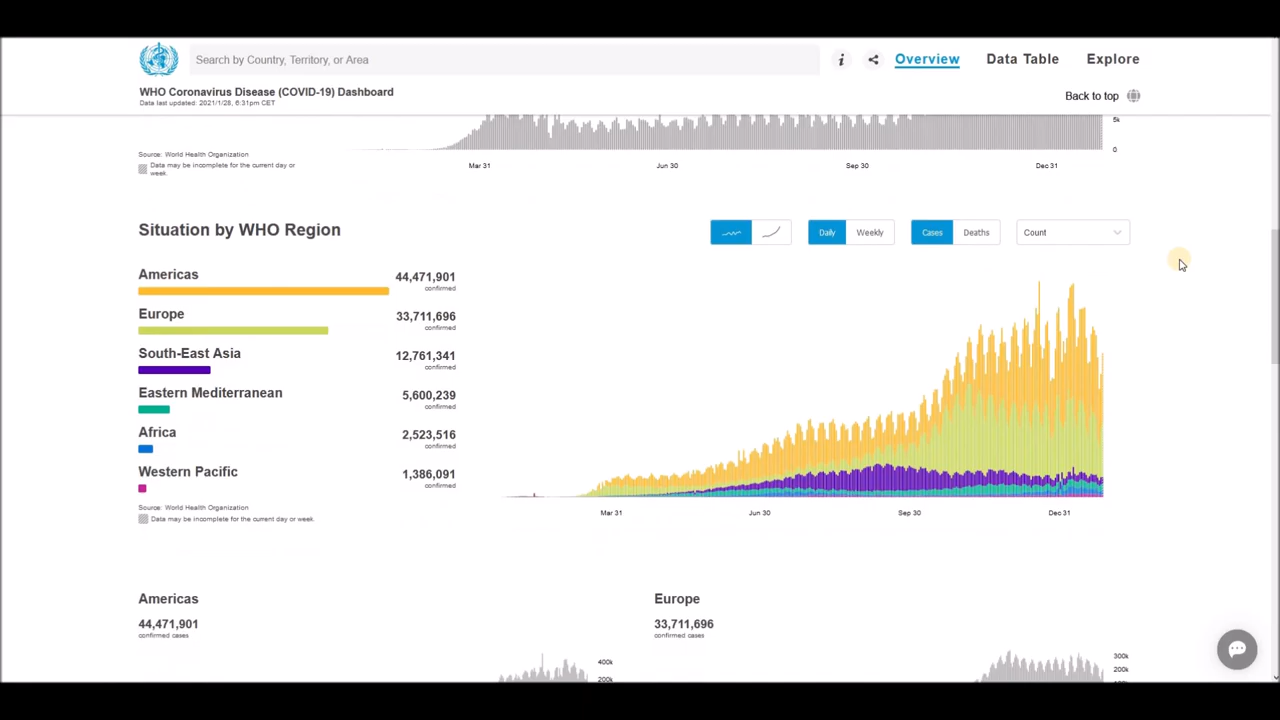 Search by Country, Territory, or Area
i
Overview
Data Table
Explore
WHO Coronavirus Disease (COVID-19) Dashboard
Data last updated: 2021/1/28, 6:31pm CET
Back to top
5k
0
Mar 31
Jun 30
Sep 30
Dec 31
Source: World Health Organization
Data may be incomplete for the current day or
week.
Situation by WHO Region
Daily
Weekly
Cases
Deaths
Count
Americas
44,471,901
confirmed
Europe
33,711,696
confirmed
South-East Asia
12,761,341
confirmed
Eastern Mediterranean
5,600,239
confirmed
Africa
2,523,516
confirmed
Western Pacific
1,386,091
confirmed
Source: World Health Organization
Data may be incomplete for the current day or week.
Mar 31
Jun 30
Sep 30
Dec 31
Americas
44,471,901
confirmed cases
400k
200k
Europe
33,711,696
confirmed cases
300k
200k